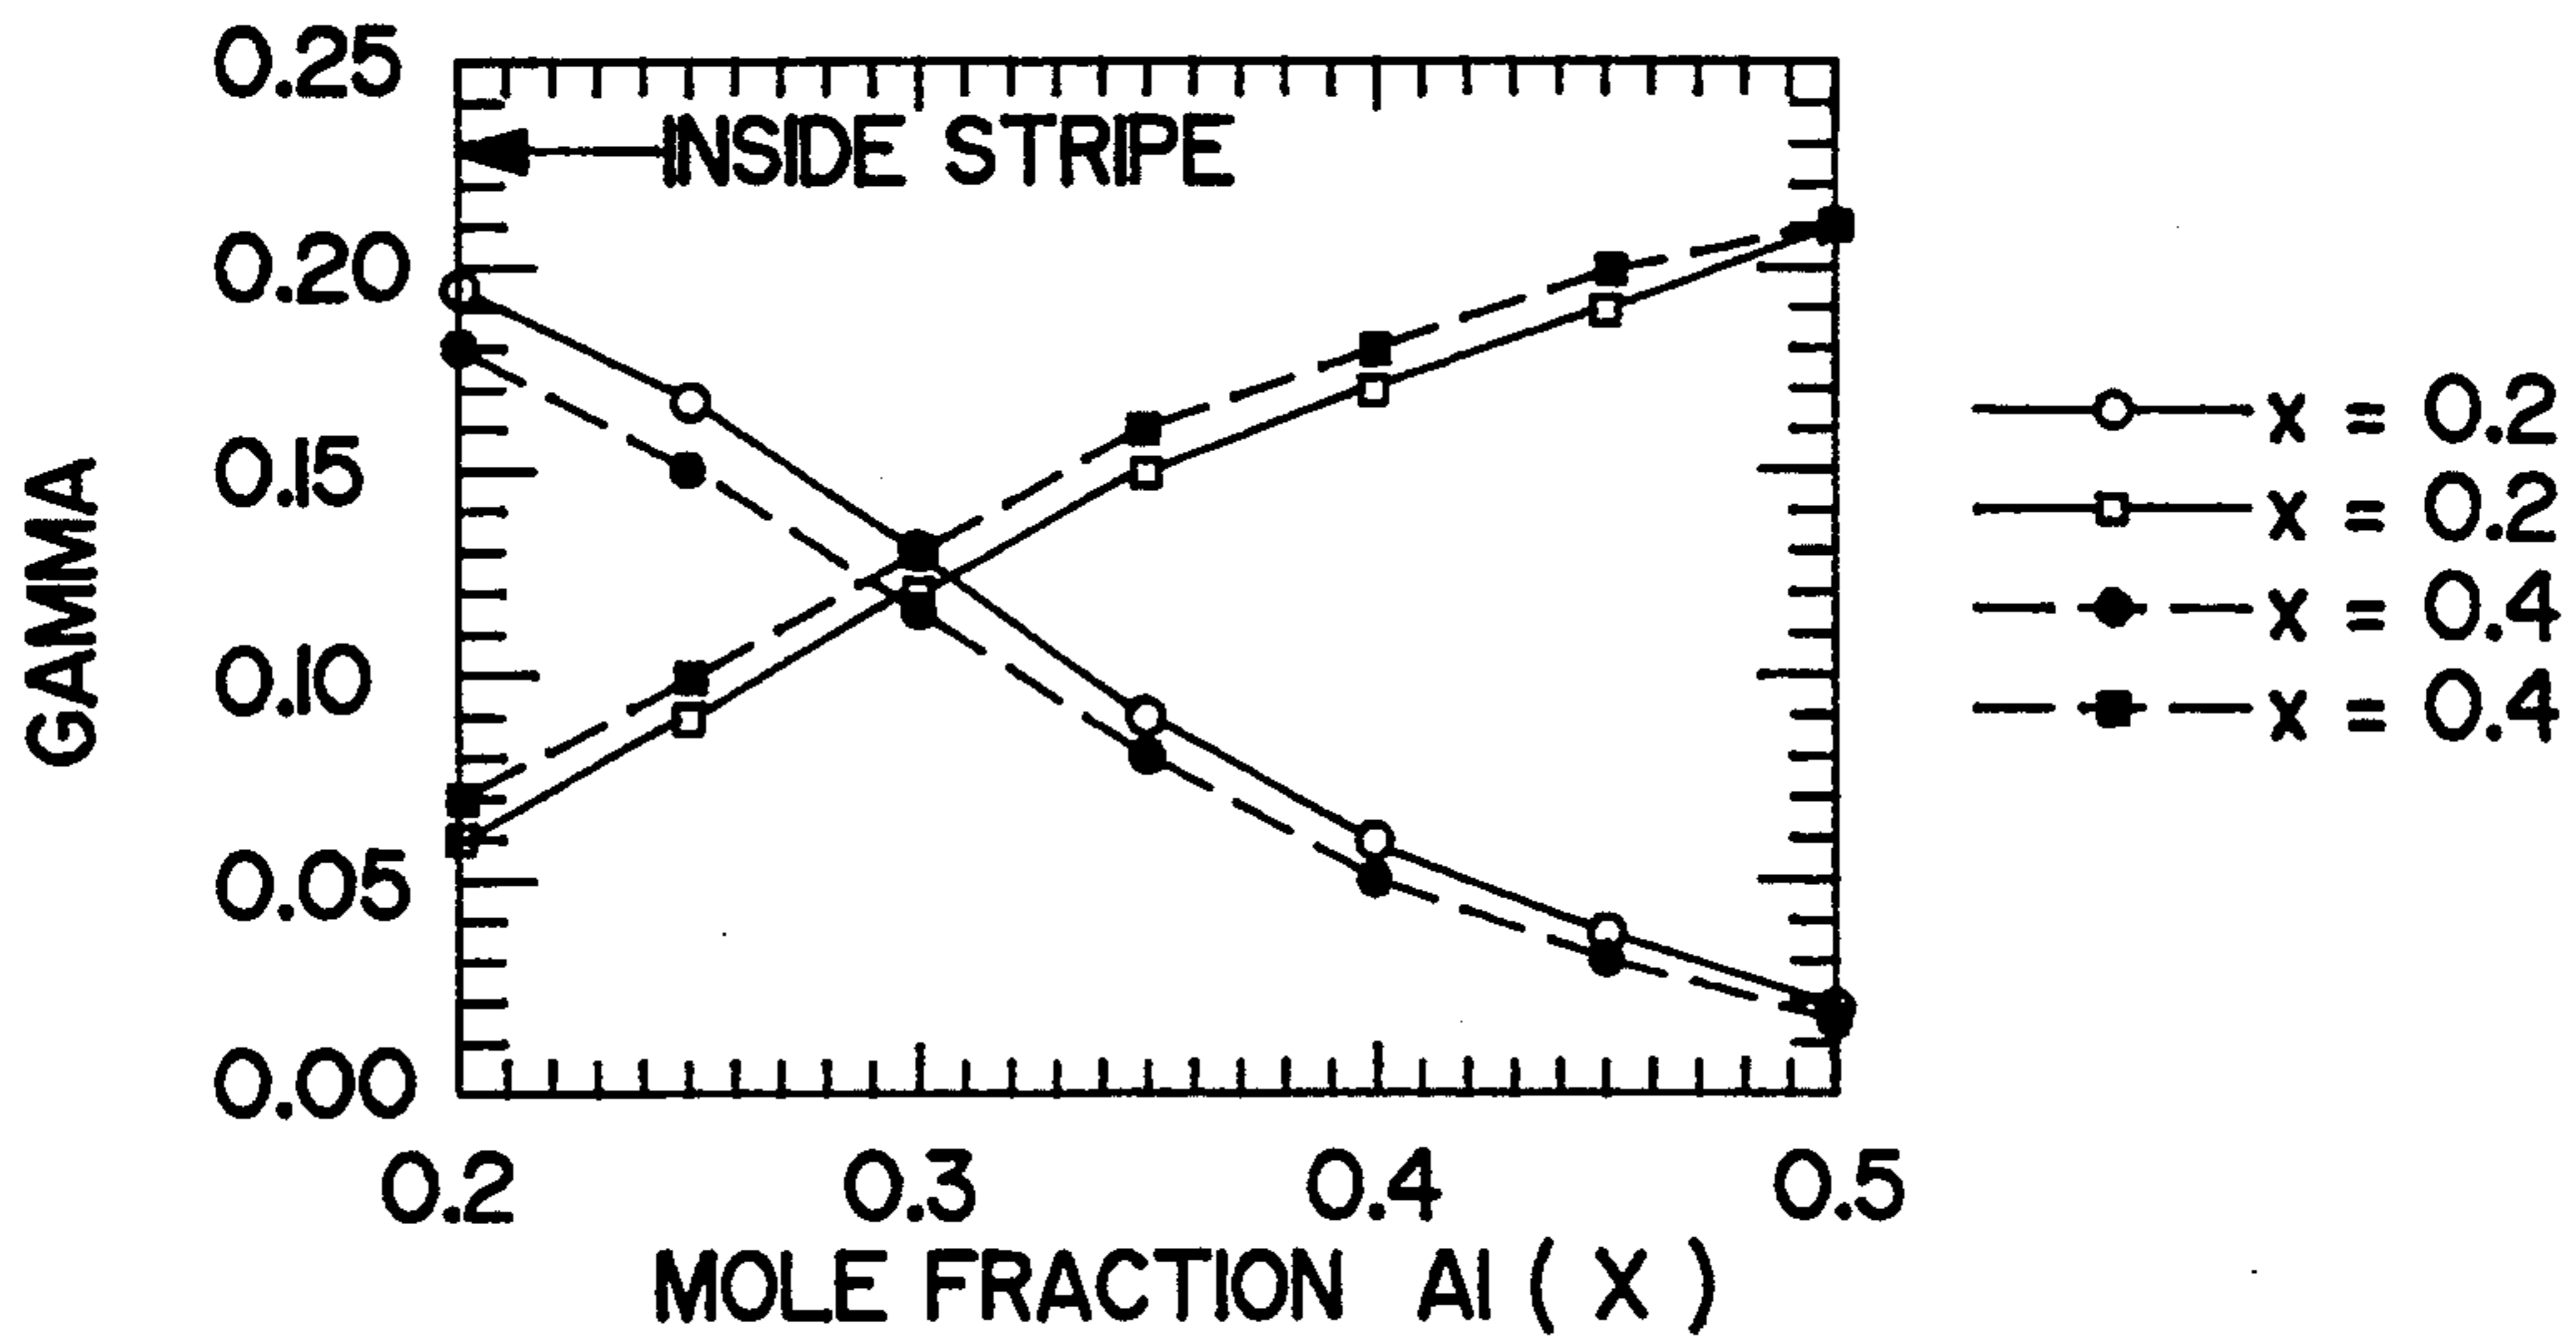 0.25
INSIDE STRIPE
0.20
0.15
0.10
0.05
0.00
GAMMA
0.2 0.3 0.4 0.5
MOLE FRACTION Al ( X )
x = 0.2
x = 0.2
x = 0.4
x = 0.4